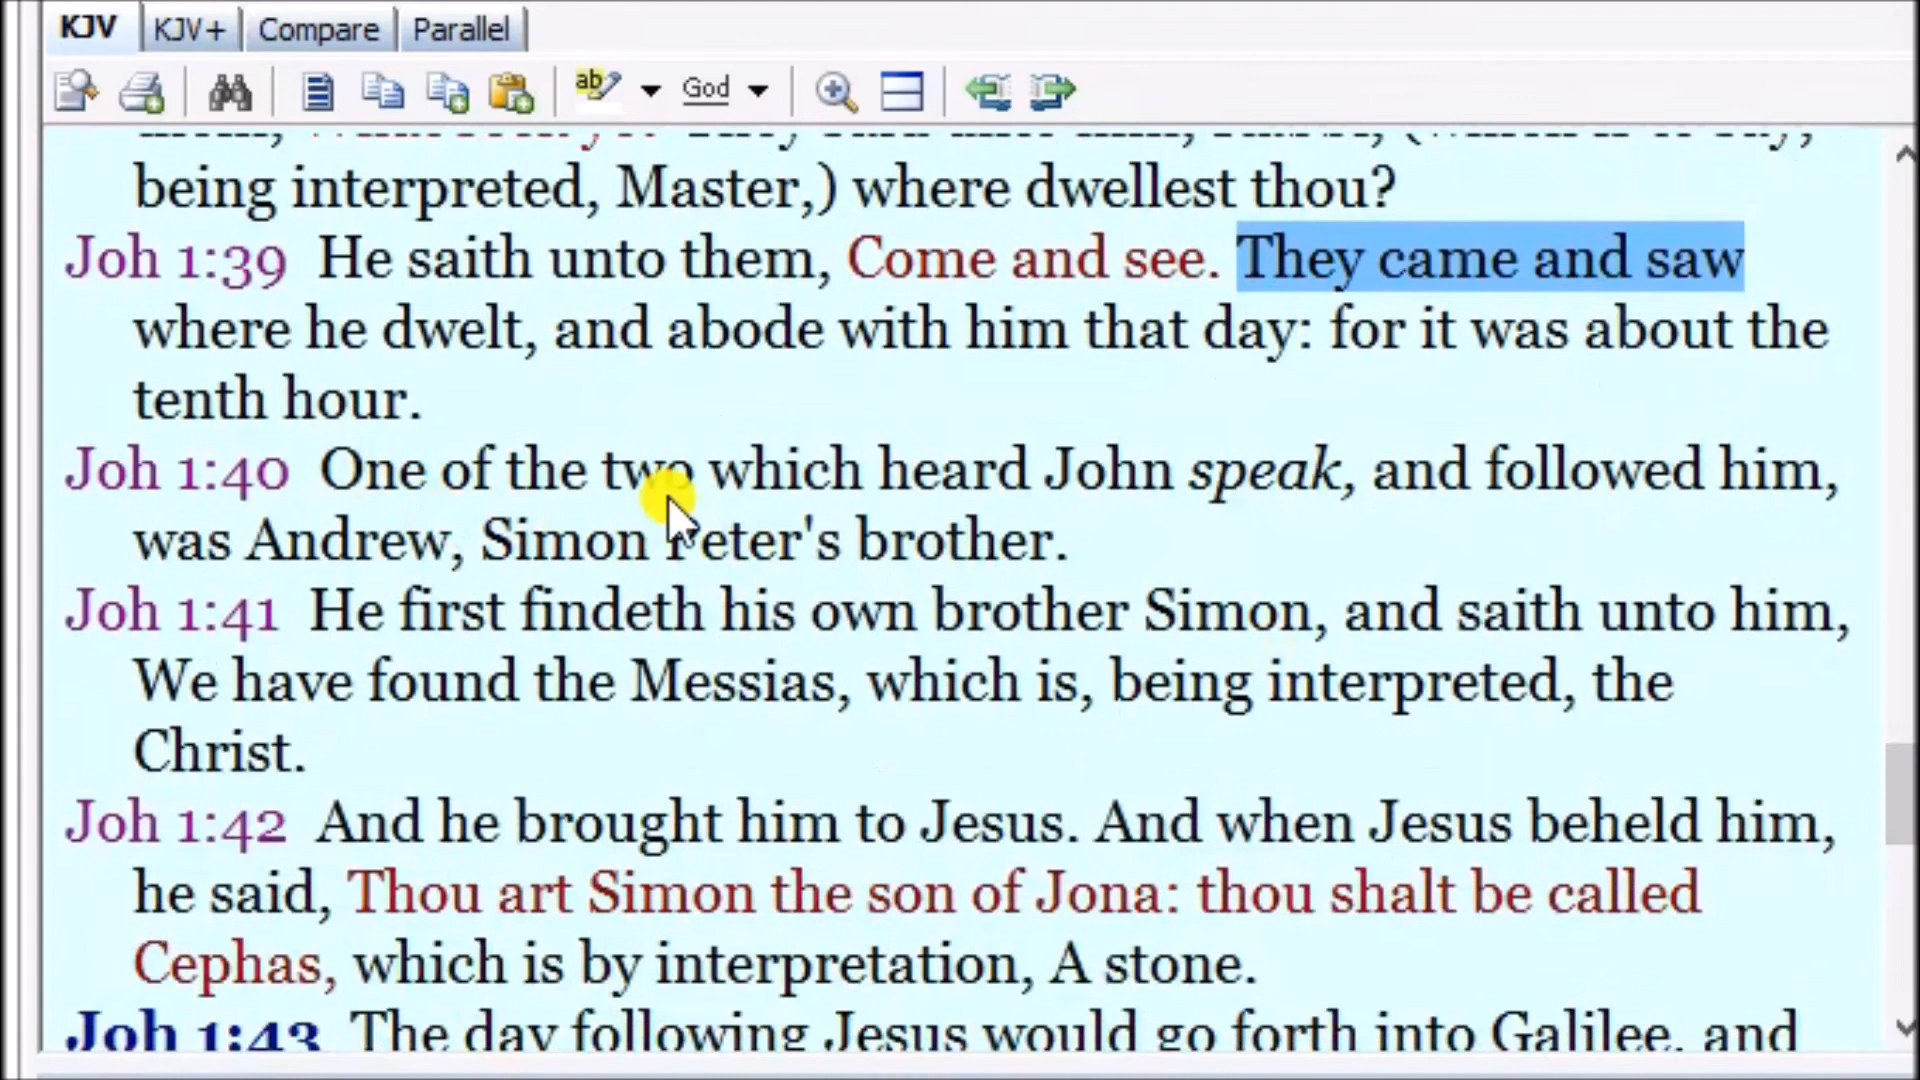 KJV KJV+ Compare Parallel
ab God
being interpreted, Master,) where dwellest thou?
Joh 1:39 He saith unto them, Come and see. They came and saw
where he dwelt, and abode with him that day: for it was about the
tenth hour.
Joh 1:40 One of the two which heard John speak, and followed him,
was Andrew, Simon Peter's brother.
Joh 1:41 He first findeth his own brother Simon, and saith unto him,
We have found the Messias, which is, being interpreted, the
Christ.
Joh 1:42 And he brought him to Jesus. And when Jesus beheld him,
he said, Thou art Simon the son of Jona: thou shalt be called
Cephas, which is by interpretation, A stone.
Joh 1:43 The day following Jesus would go forth into Galilee, and